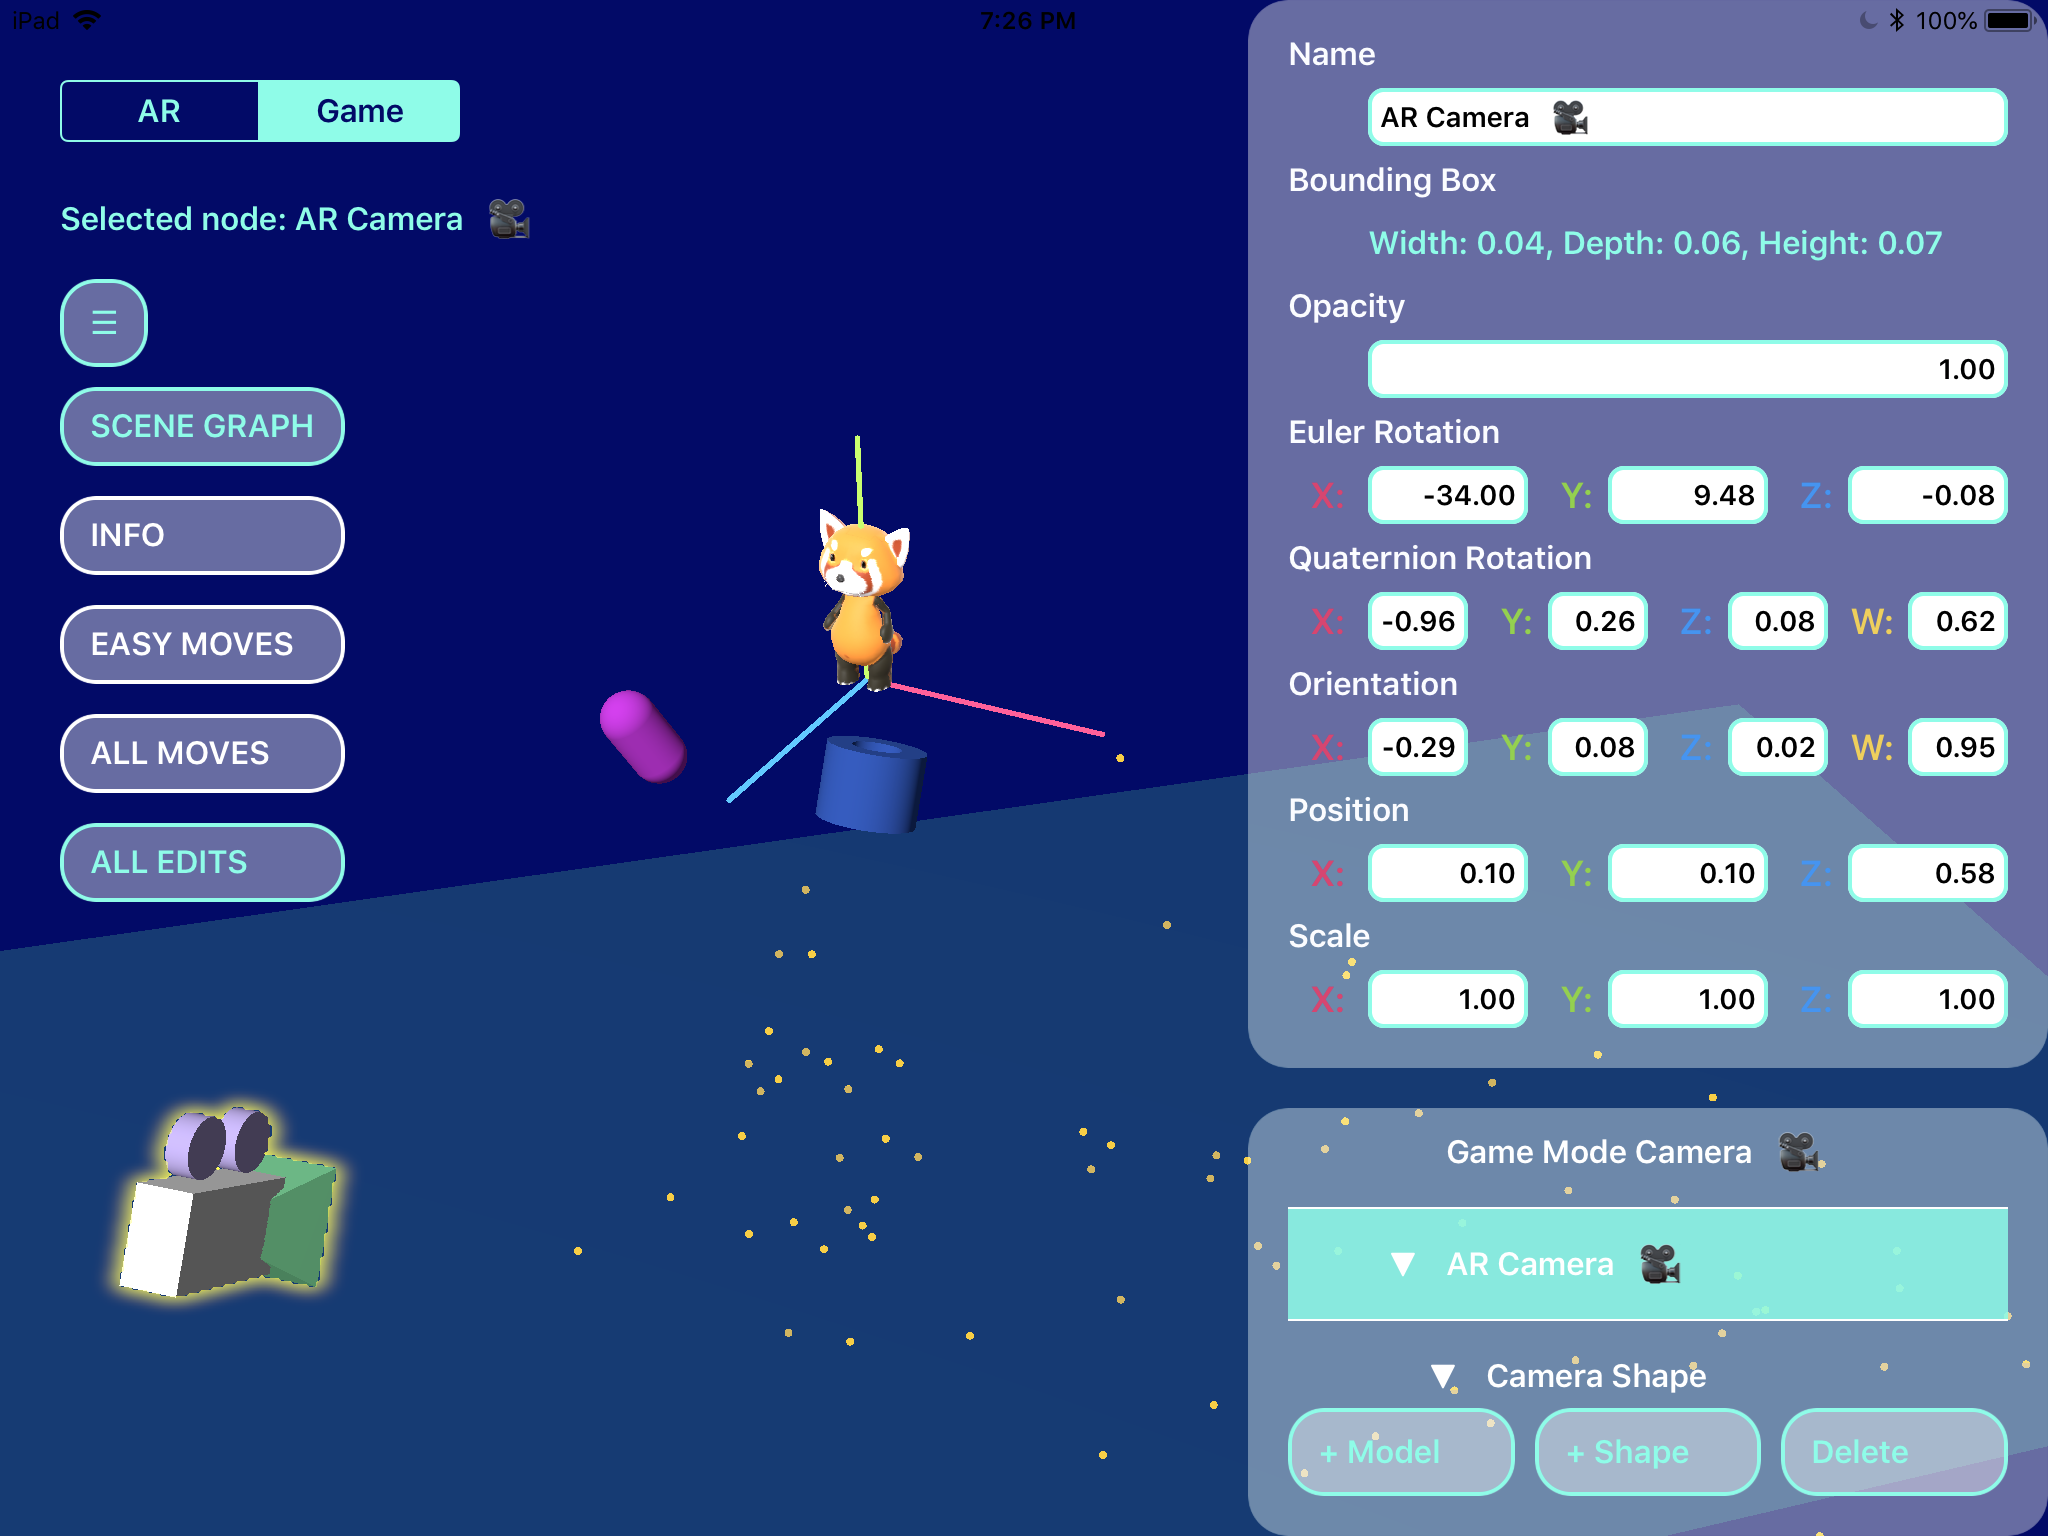 iPad 7:26 PM 100%
AR Game
Selected node: AR Camera
☰
SCENE GRAPH
INFO
EASY MOVES
ALL MOVES
ALL EDITS
Name
AR Camera
Bounding Box
Width: 0.04, Depth: 0.06, Height: 0.07
Opacity
1.00
Euler Rotation
X: -34.00 Y: 9.48 Z: -0.08
Quaternion Rotation
X: -0.96 Y: 0.26 Z: 0.08 W: 0.62
Orientation
X: -0.29 Y: 0.08 Z: 0.02 W: 0.95
Position
X: 0.10 Y: 0.10 Z: 0.58
Scale
X: 1.00 Y: 1.00 Z: 1.00
Game Mode Camera
▼ AR Camera
▼ Camera Shape
+ Model + Shape Delete